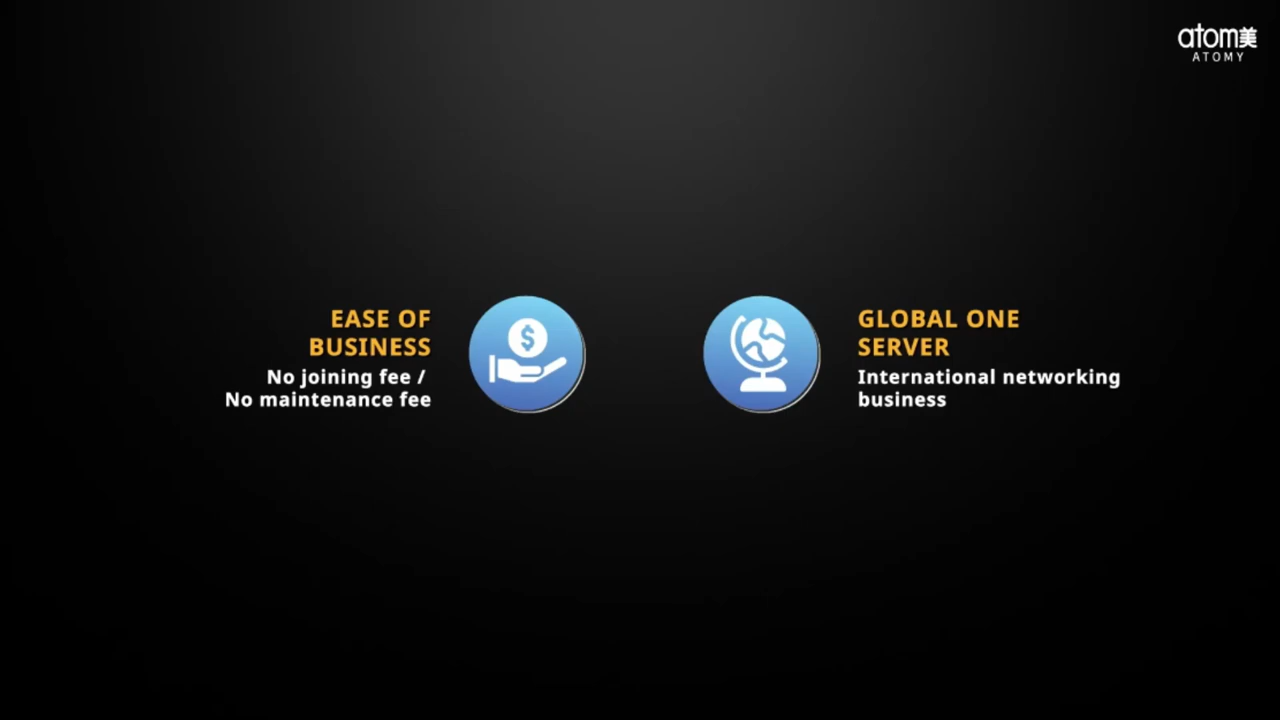 atom美
ATOMY
EASE OF
BUSINESS
No joining fee /
No maintenance fee
$
GLOBAL ONE
SERVER
International networking
business